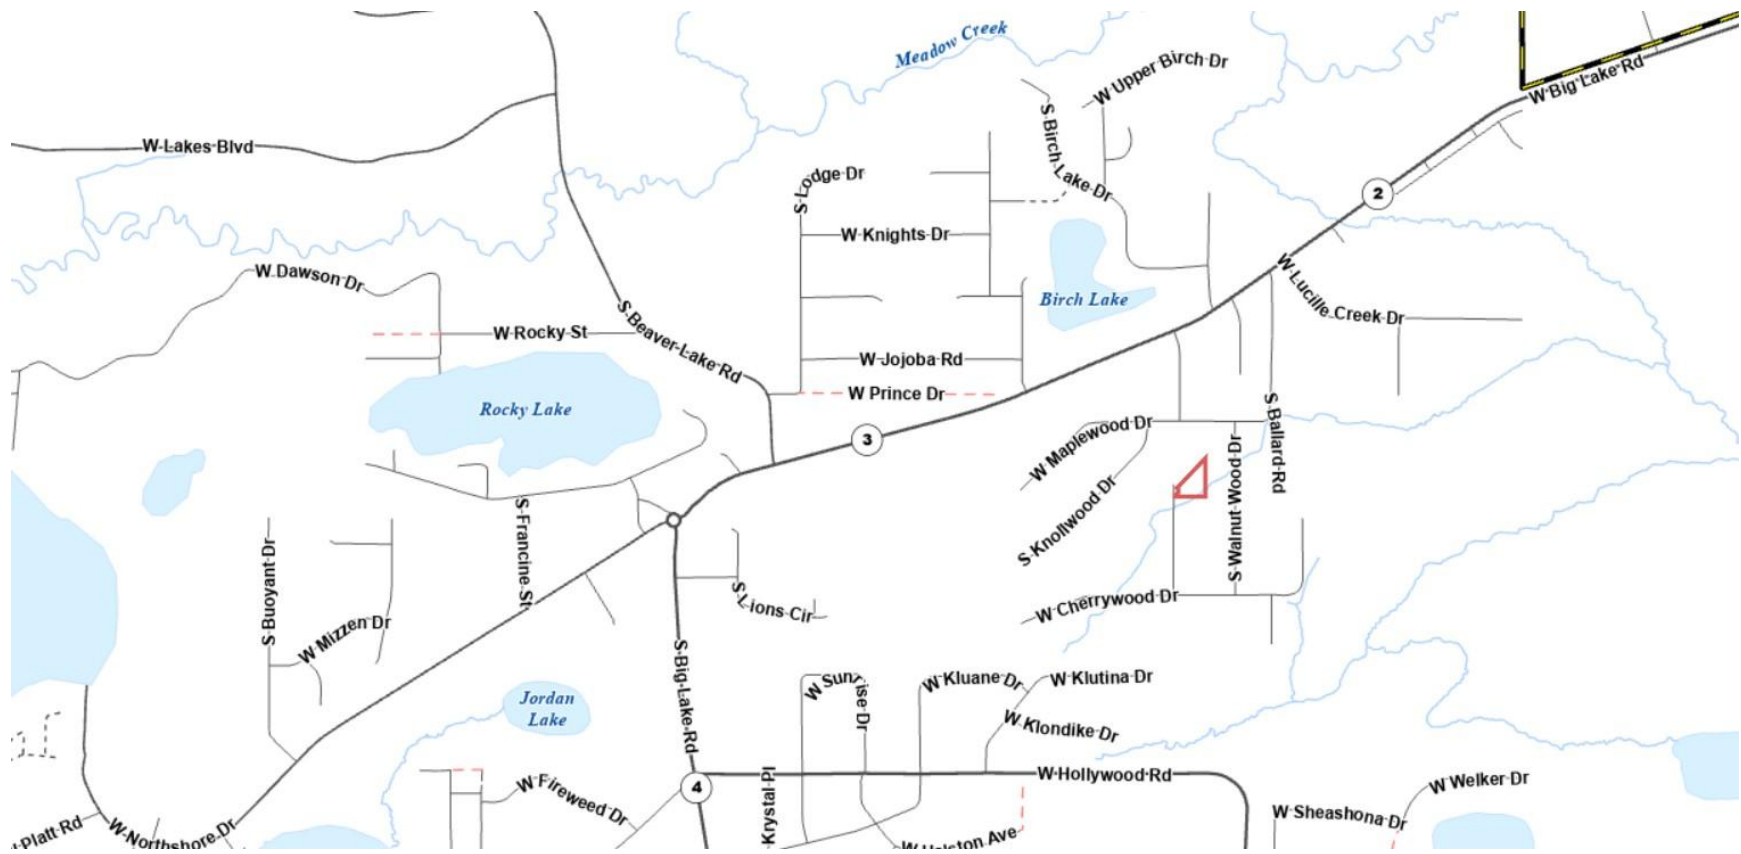 Meadow Creek
W Upper Birch Dr
W Big Lake Rd
W Lakes Blvd
S Birch Lake Dr
S Lodge Dr
2
W Knights Dr
W Dawson Dr
W Lucille Creek Dr
Birch Lake
S Beaver Lake Rd
W Rocky St
W Jojoba Rd
W Prince Dr
Rocky Lake
3
W Maplewood Dr
S Ballard Rd
S Walnut Wood Dr
S Knollwood Dr
S Francine St
S Buoyant Dr
W Mizzen Dr
S Lions Cir
W Cherrywood Dr
S Big Lake Rd
Jordan
Lake
W Sunrise Dr
W Kluane Dr
W Klutina Dr
W Klondike Dr
W Hollywood Rd
4
W Fireweed Dr
Krystal Pl
W Welker Dr
W Sheashona Dr
Platt Rd
W Northshore Dr
Ave